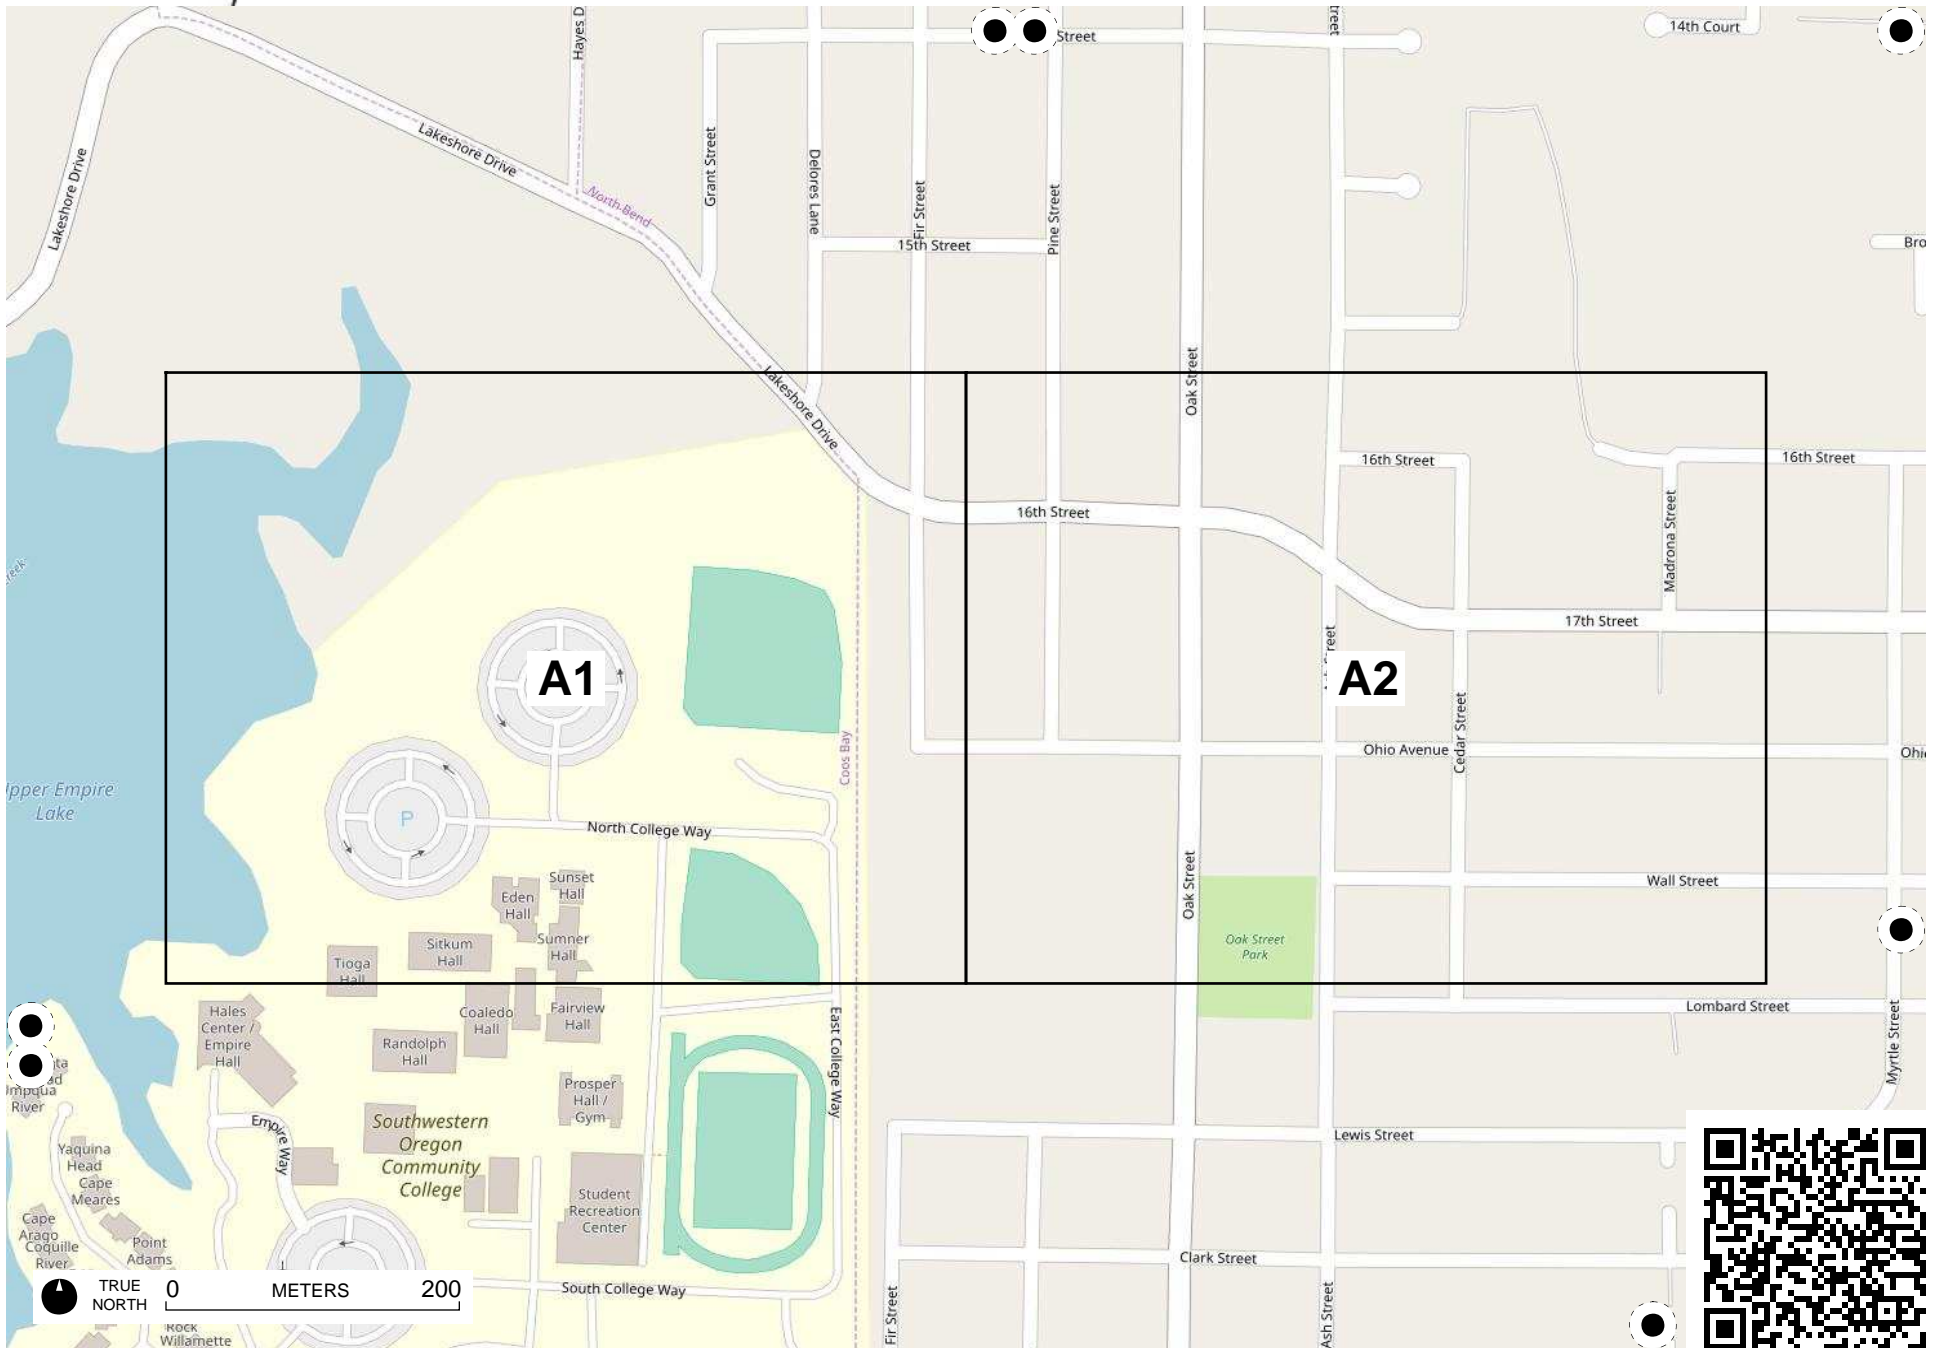 Street
14th Court
Hayes D
Lakeshore Drive
Lakeshore Drive
Grant Street
Delores Lane
Fir Street
Pine Street
North Bend
15th Street
Bro
Oak Street
Lakeshore Drive
16th Street
16th Street
16th Street
Madrona Street
17th Street
A1
A2
Cedar Street
Ohio Avenue
Ohi
Coos Bay
pper Empire
Lake
P
North College Way
Sunset
Hall
Eden
Hall
Sumner
Hall
Sitkum
Hall
Tioga
Hall
Oak Street
Wall Street
Oak Street
Park
Lombard Street
Myrtle Street
Hales
Center /
Empire
Hall
Coaledo
Hall
Fairview
Hall
Randolph
Hall
East College Way
Umpqua
River
Prosper
Hall /
Gym
Empire Way
Southwestern
Oregon
Community
College
Lewis Street
Yaquina
Head
Cape
Meares
Student
Recreation
Center
Cape
Arago
Coquille
River
Point
Adams
Clark Street
TRUE
NORTH
0 METERS 200
South College Way
Rock
Willamette
Fir Street
Ash Street